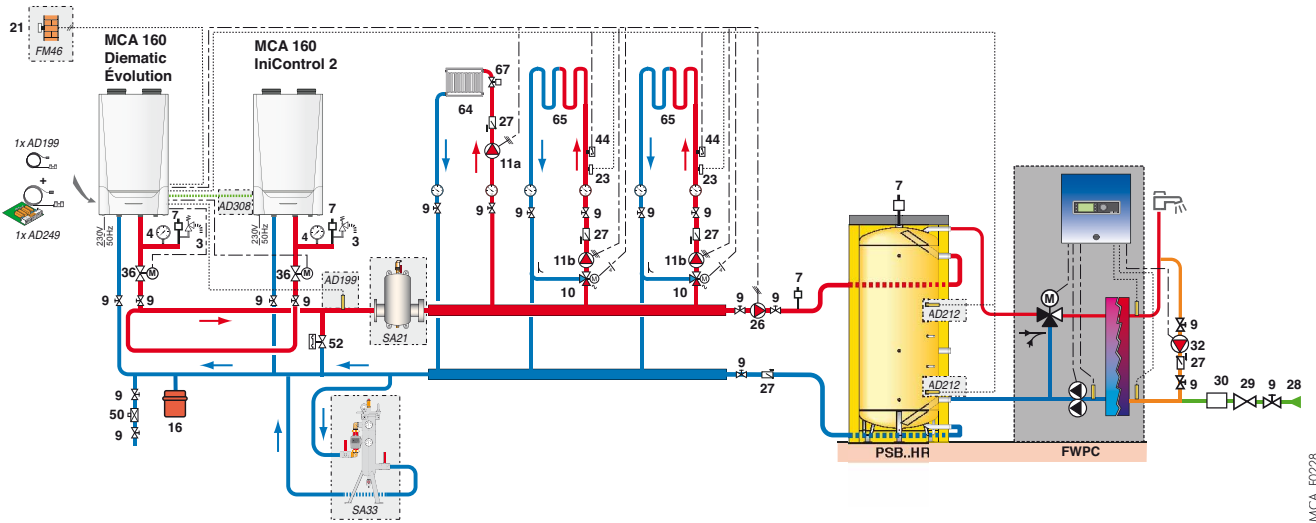 21
FM46
MCA 160
Diematic
Évolution
MCA 160
IniControl 2
1x AD199
+
1x AD249
230V
50Hz
4
7
3
AD308
230V
50Hz
4
7
3
36
M
36
M
9
9
9
9
AD199
SA21
52
9
50
9
16
SA33
64
67
27
11a
9
9
65
44
23
9
9
27
11b
M
10
65
44
23
9
9
27
11b
M
10
9
9
26
7
9
27
7
AD212
AD212
PSB..HR
M
FWPC
9
32
27
9
30
29
9
28
MCA_F0228